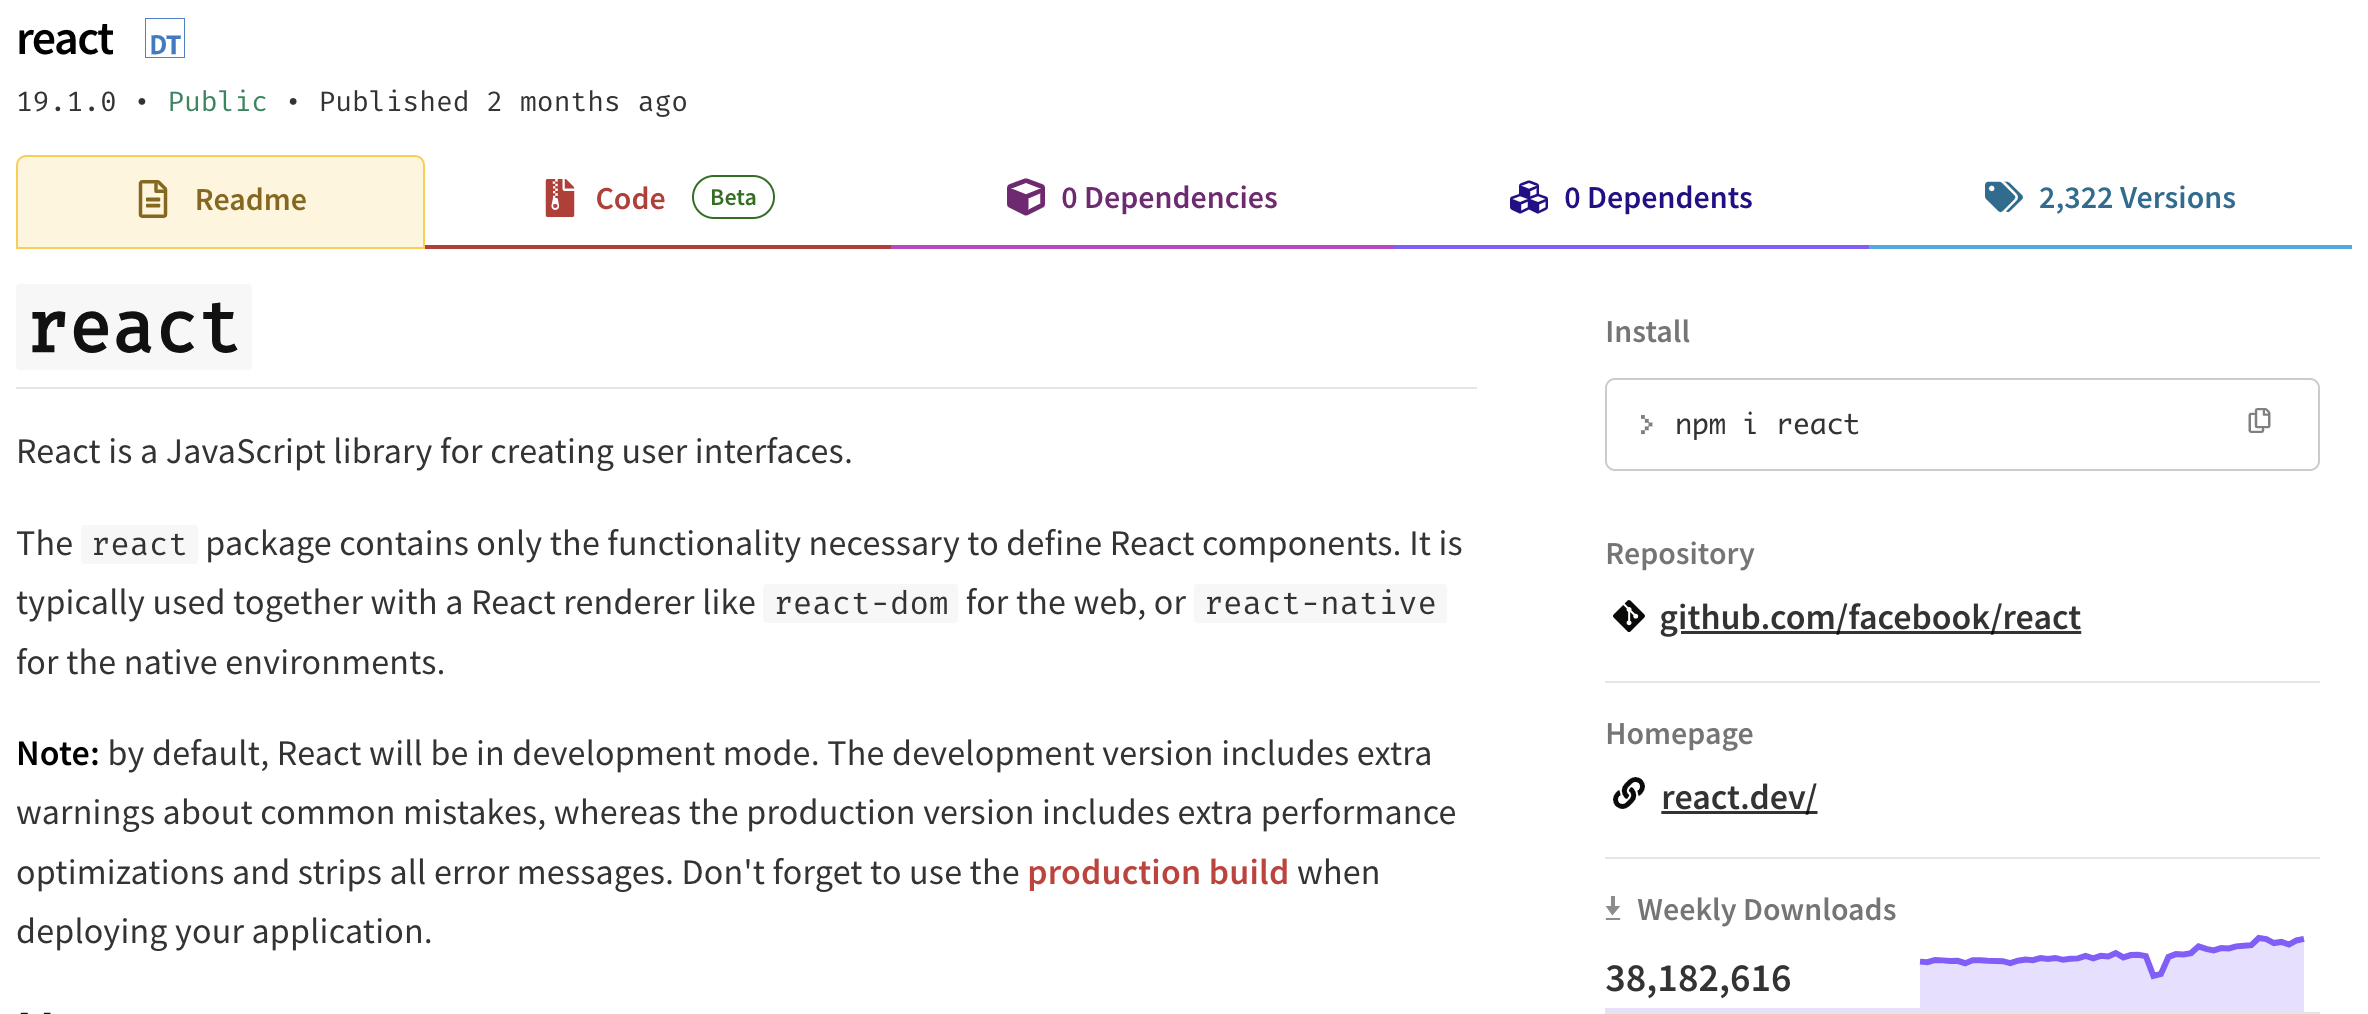 react DT
19.1.0 • Public • Published 2 months ago
Readme
Code Beta
0 Dependencies
0 Dependents
2,322 Versions
react
React is a JavaScript library for creating user interfaces.
The react package contains only the functionality necessary to define React components. It is
typically used together with a React renderer like react-dom for the web, or react-native
for the native environments.
Note: by default, React will be in development mode. The development version includes extra
warnings about common mistakes, whereas the production version includes extra performance
optimizations and strips all error messages. Don't forget to use the production build when
deploying your application.
Install
npm i react
Repository
github.com/facebook/react
Homepage
react.dev/
Weekly Downloads
38,182,616